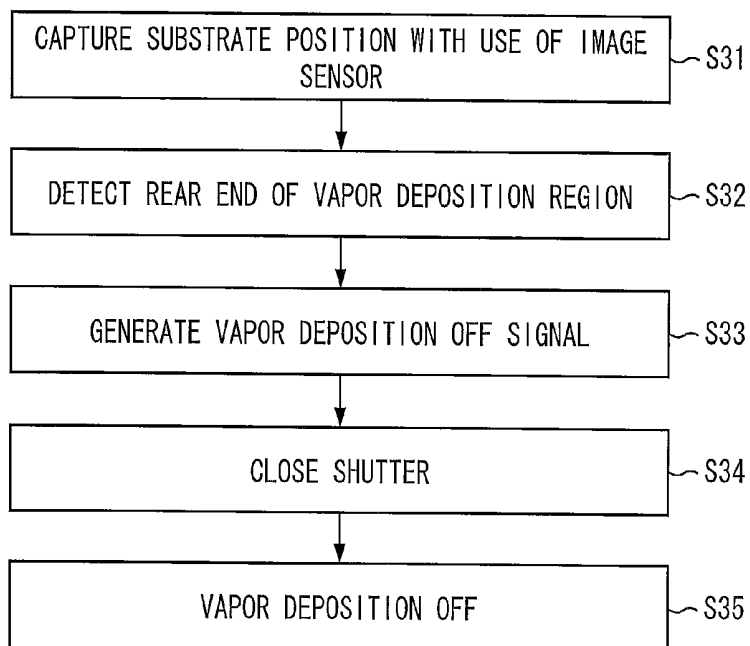 CAPTURE SUBSTRATE POSITION WITH USE OF IMAGE
SENSOR
S31
DETECT REAR END OF VAPOR DEPOSITION REGION
S32
GENERATE VAPOR DEPOSITION OFF SIGNAL
S33
CLOSE SHUTTER
S34
VAPOR DEPOSITION OFF
S35